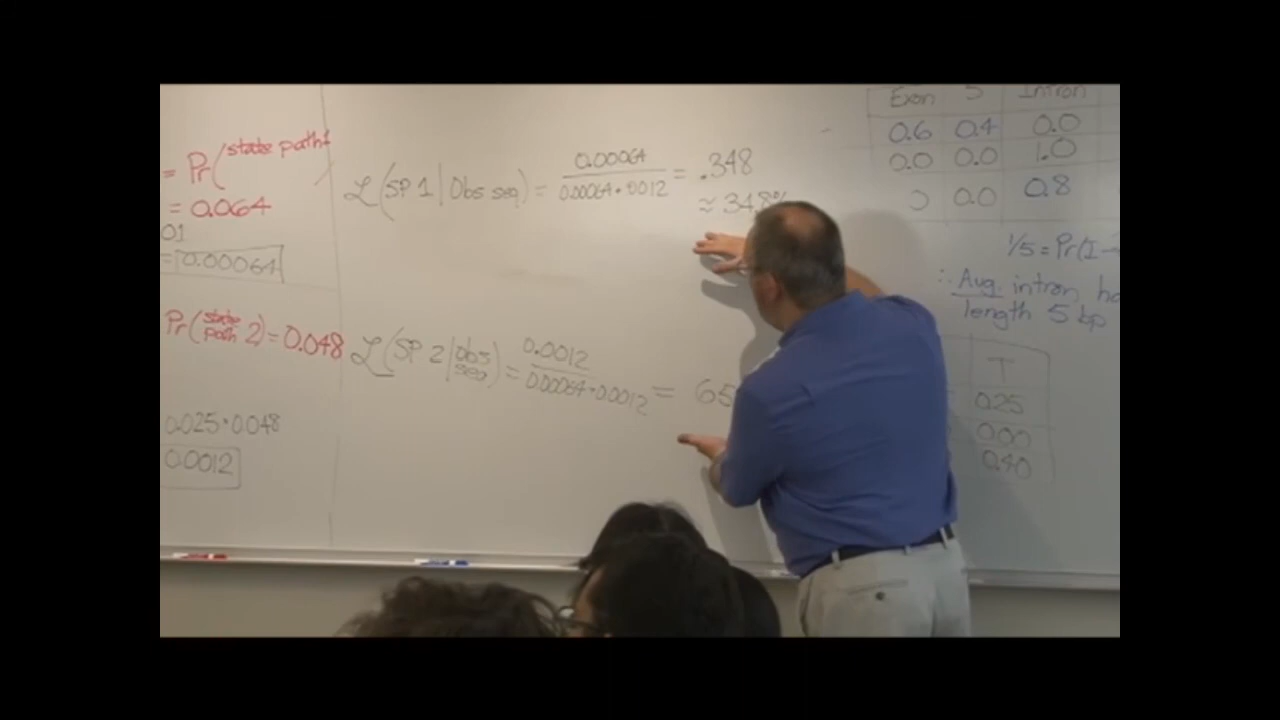 = Pr(state path 1
= 0.064
01
= 0.00064
Pr(state path 2) = 0.048
0.025 · 0.048
0.0012
ℒ(SP 1 | Obs seq) = 0.00064 / 0.00064 + .0012 = .348
≈ 34.8%
ℒ(SP 2 | obs seq) = 0.0012 / 0.00064 + 0.0012 = 65
Exon 5 Intron
0.6 0.4 0.0
0.0 0.0 1.0
0.0 0.8
1/5 = Pr(I→
∴ Avg. intron ha
length 5 bp
T
0.25
0.00
0.40